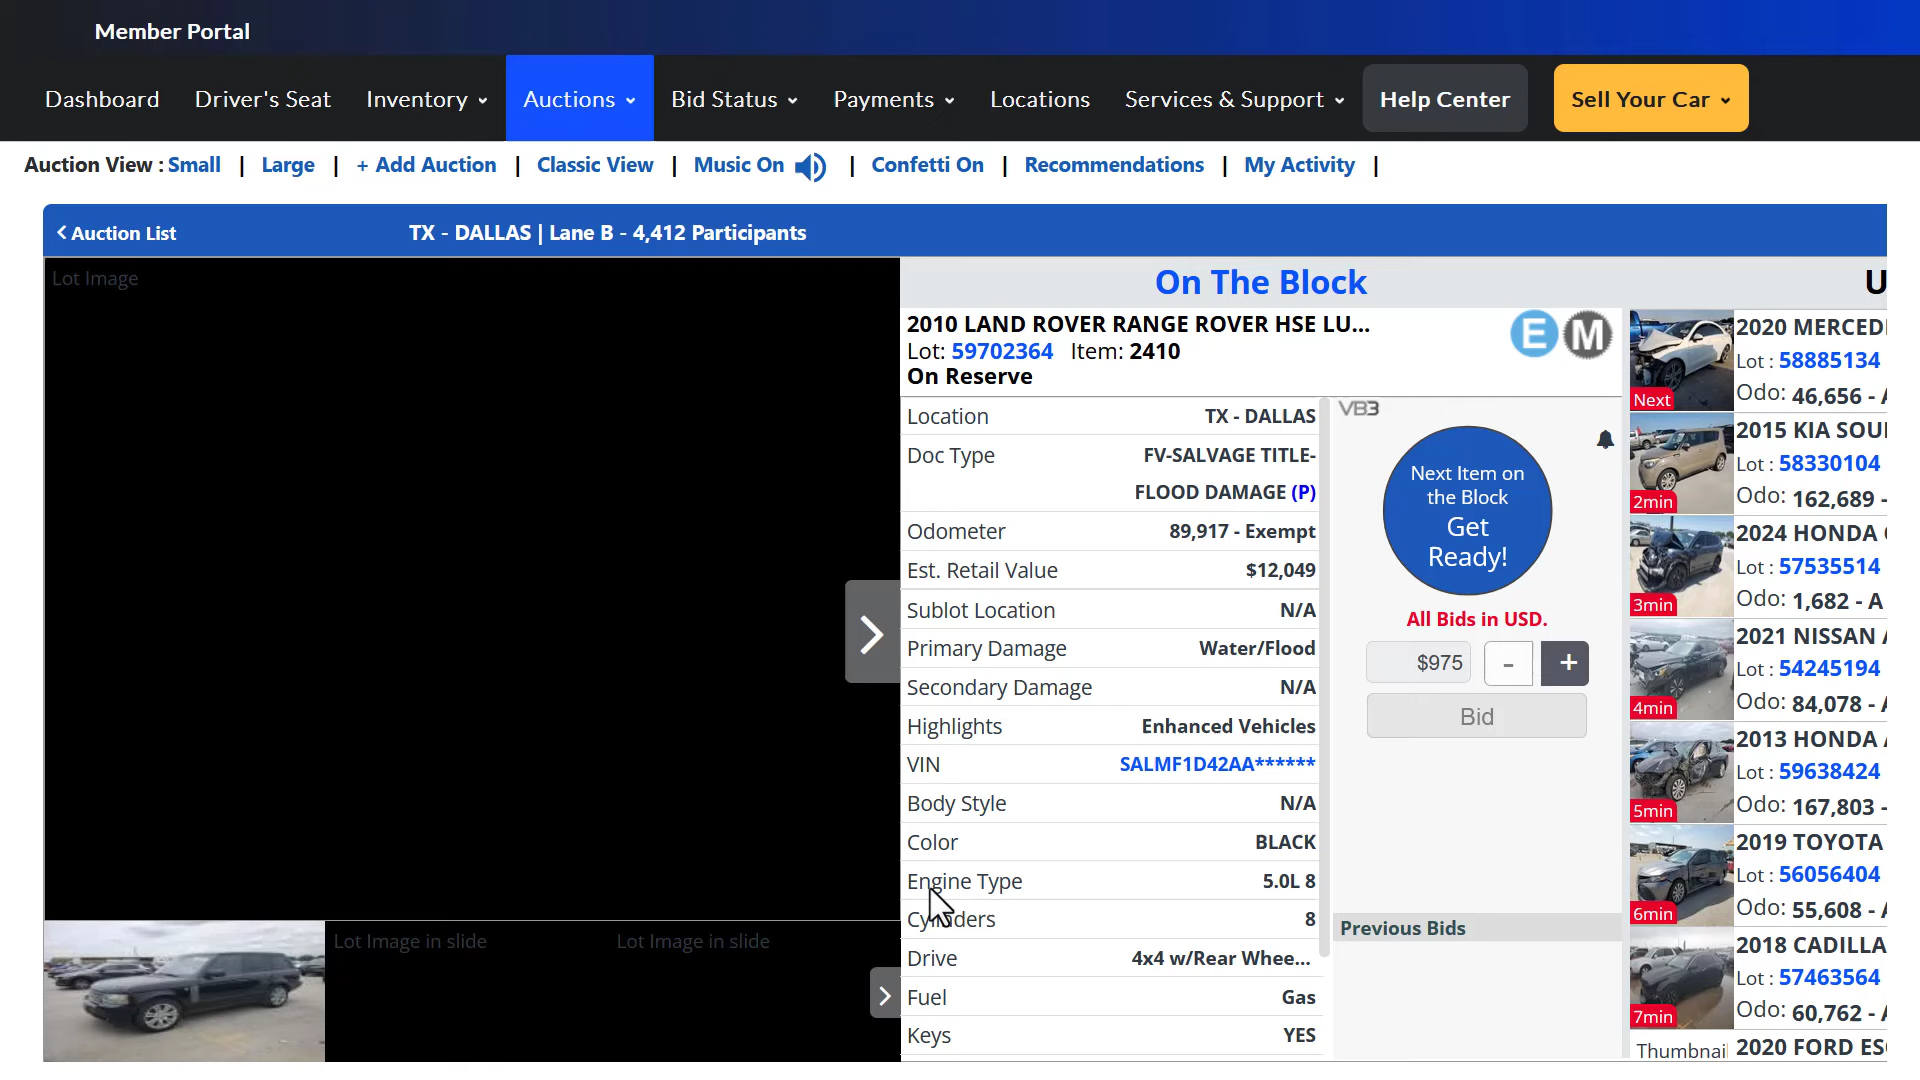 Member Portal
Dashboard Driver's Seat Inventory Auctions Bid Status Payments Locations Services & Support Help Center Sell Your Car
Auction View : Small | Large | + Add Auction | Classic View | Music On | Confetti On | Recommendations | My Activity |
Auction List
TX - DALLAS | Lane B - 4,412 Participants
Lot Image
Lot Image in slide
Lot Image in slide
On The Block
2010 LAND ROVER RANGE ROVER HSE LU...
Lot: 59702364 Item: 2410
On Reserve
E M
Location TX - DALLAS
Doc Type FV-SALVAGE TITLE-
FLOOD DAMAGE (P)
Odometer 89,917 - Exempt
Est. Retail Value $12,049
Sublot Location N/A
Primary Damage Water/Flood
Secondary Damage N/A
Highlights Enhanced Vehicles
VIN SALMF1D42AA******
Body Style N/A
Color BLACK
Engine Type 5.0L 8
Cylinders 8
Drive 4x4 w/Rear Whee...
Fuel Gas
Keys YES
VB3
Next Item on
the Block
Get
Ready!
All Bids in USD.
$975 - +
Bid
Previous Bids
U
2020 MERCED
Lot : 58885134
Odo: 46,656 - A
Next
2015 KIA SOU
Lot : 58330104
Odo: 162,689 -
2min
2024 HONDA
Lot : 57535514
Odo: 1,682 - A
3min
2021 NISSAN A
Lot : 54245194
Odo: 84,078 - A
4min
2013 HONDA A
Lot : 59638424
Odo: 167,803 -
5min
2019 TOYOTA
Lot : 56056404
Odo: 55,608 - A
6min
2018 CADILLA
Lot : 57463564
Odo: 60,762 - A
7min
Thumbnail 2020 FORD ES